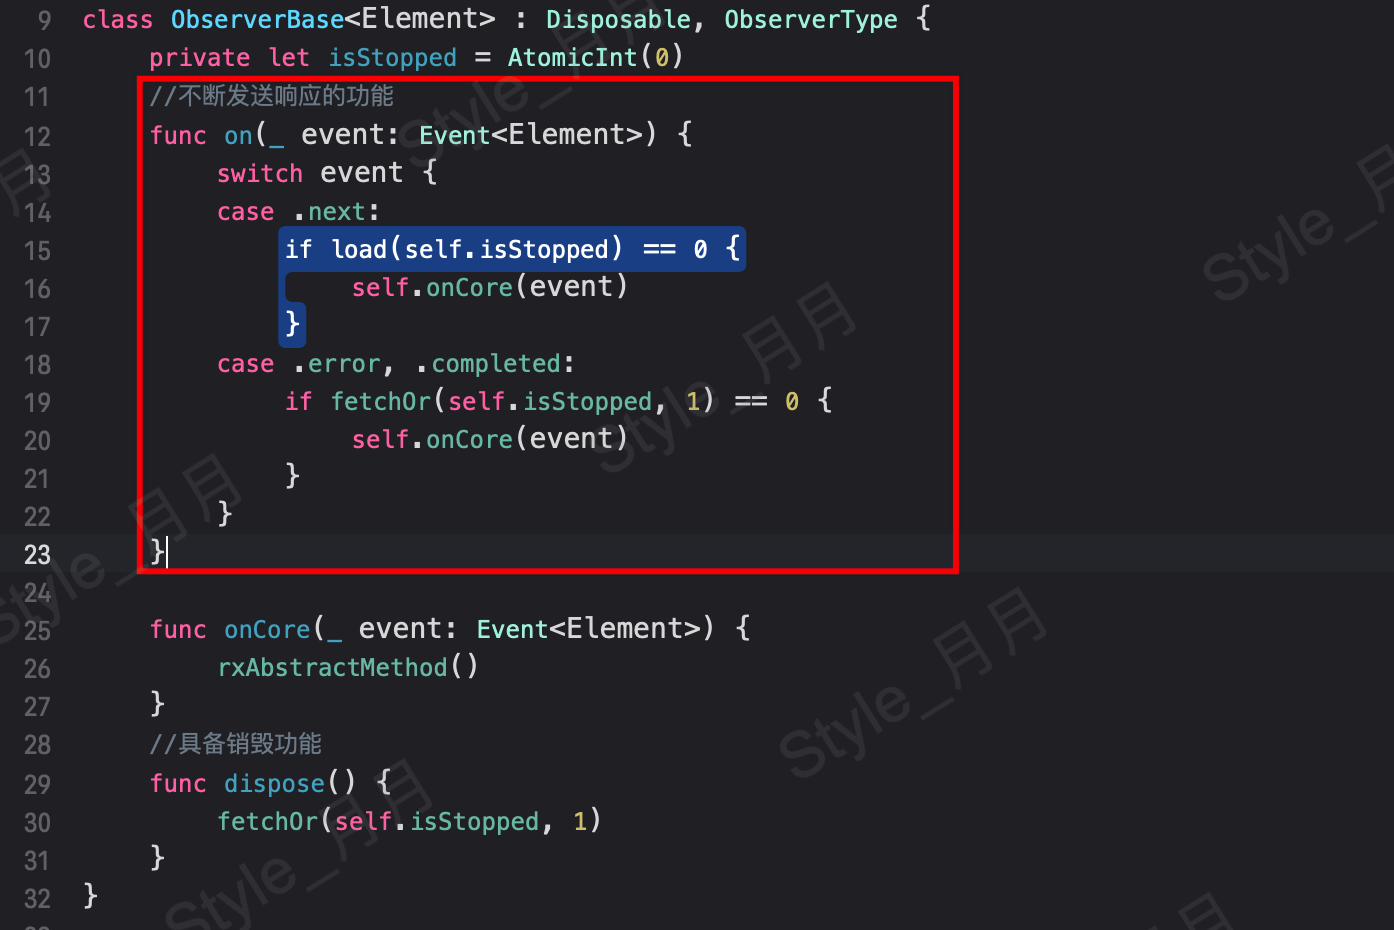 9 class ObserverBase<Element> : Disposable, ObserverType {
10 private let isStopped = AtomicInt(0)
11 //不断发送响应的功能
12 func on(_ event: Event<Element>) {
13 switch event {
14 case .next:
15 if load(self.isStopped) == 0 {
16 self.onCore(event)
17 }
18 case .error, .completed:
19 if fetchOr(self.isStopped, 1) == 0 {
20 self.onCore(event)
21 }
22 }
23 }
24
25 func onCore(_ event: Event<Element>) {
26 rxAbstractMethod()
27 }
28 //具备销毁功能
29 func dispose() {
30 fetchOr(self.isStopped, 1)
31 }
32 }
Style_月月
Style_月月
Style_月月
Style_月月
Style_月月
Style_月月
月
月